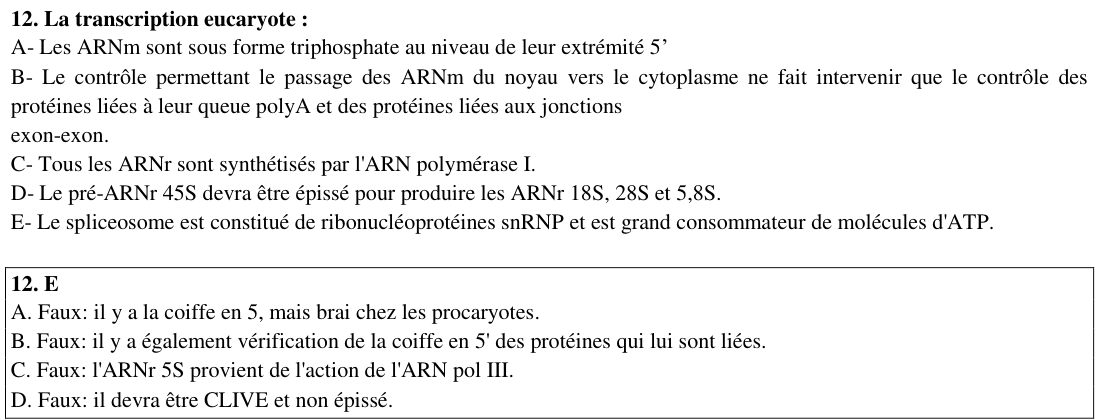 12. La transcription eucaryote :
A- Les ARNm sont sous forme triphosphate au niveau de leur extrémité 5’
B- Le contrôle permettant le passage des ARNm du noyau vers le cytoplasme ne fait intervenir que le contrôle des
protéines liées à leur queue polyA et des protéines liées aux jonctions
exon-exon.
C- Tous les ARNr sont synthétisés par l'ARN polymérase I.
D- Le pré-ARNr 45S devra être épissé pour produire les ARNr 18S, 28S et 5,8S.
E- Le spliceosome est constitué de ribonucléoprotéines snRNP et est grand consommateur de molécules d'ATP.
12. E
A. Faux: il y a la coiffe en 5, mais brai chez les procaryotes.
B. Faux: il y a également vérification de la coiffe en 5' des protéines qui lui sont liées.
C. Faux: l'ARNr 5S provient de l'action de l'ARN pol III.
D. Faux: il devra être CLIVE et non épissé.